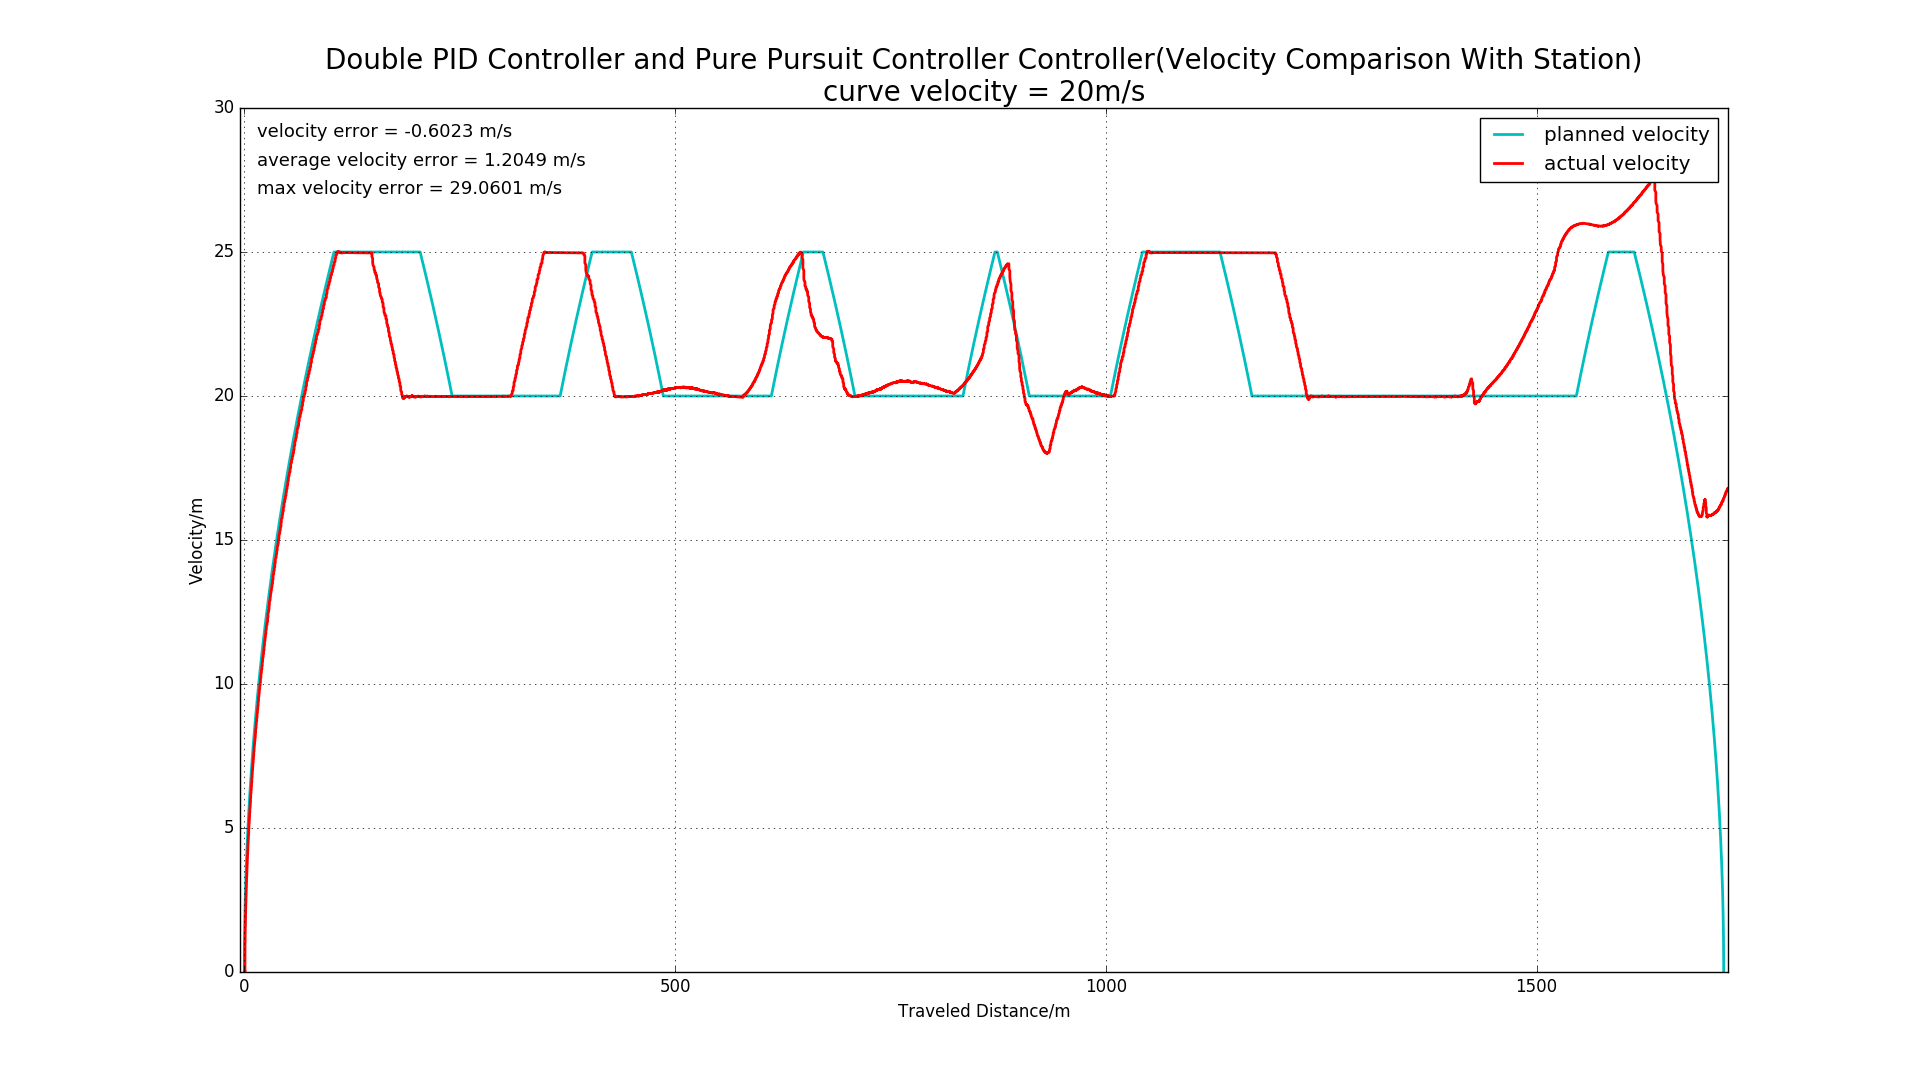 Double PID Controller and Pure Pursuit Controller Controller(Velocity Comparison With Station)
curve velocity = 20m/s
velocity error = -0.6023 m/s
average velocity error = 1.2049 m/s
max velocity error = 29.0601 m/s
planned velocity
actual velocity
30
25
20
15
10
5
0
Velocity/m
0 500 1000 1500
Traveled Distance/m